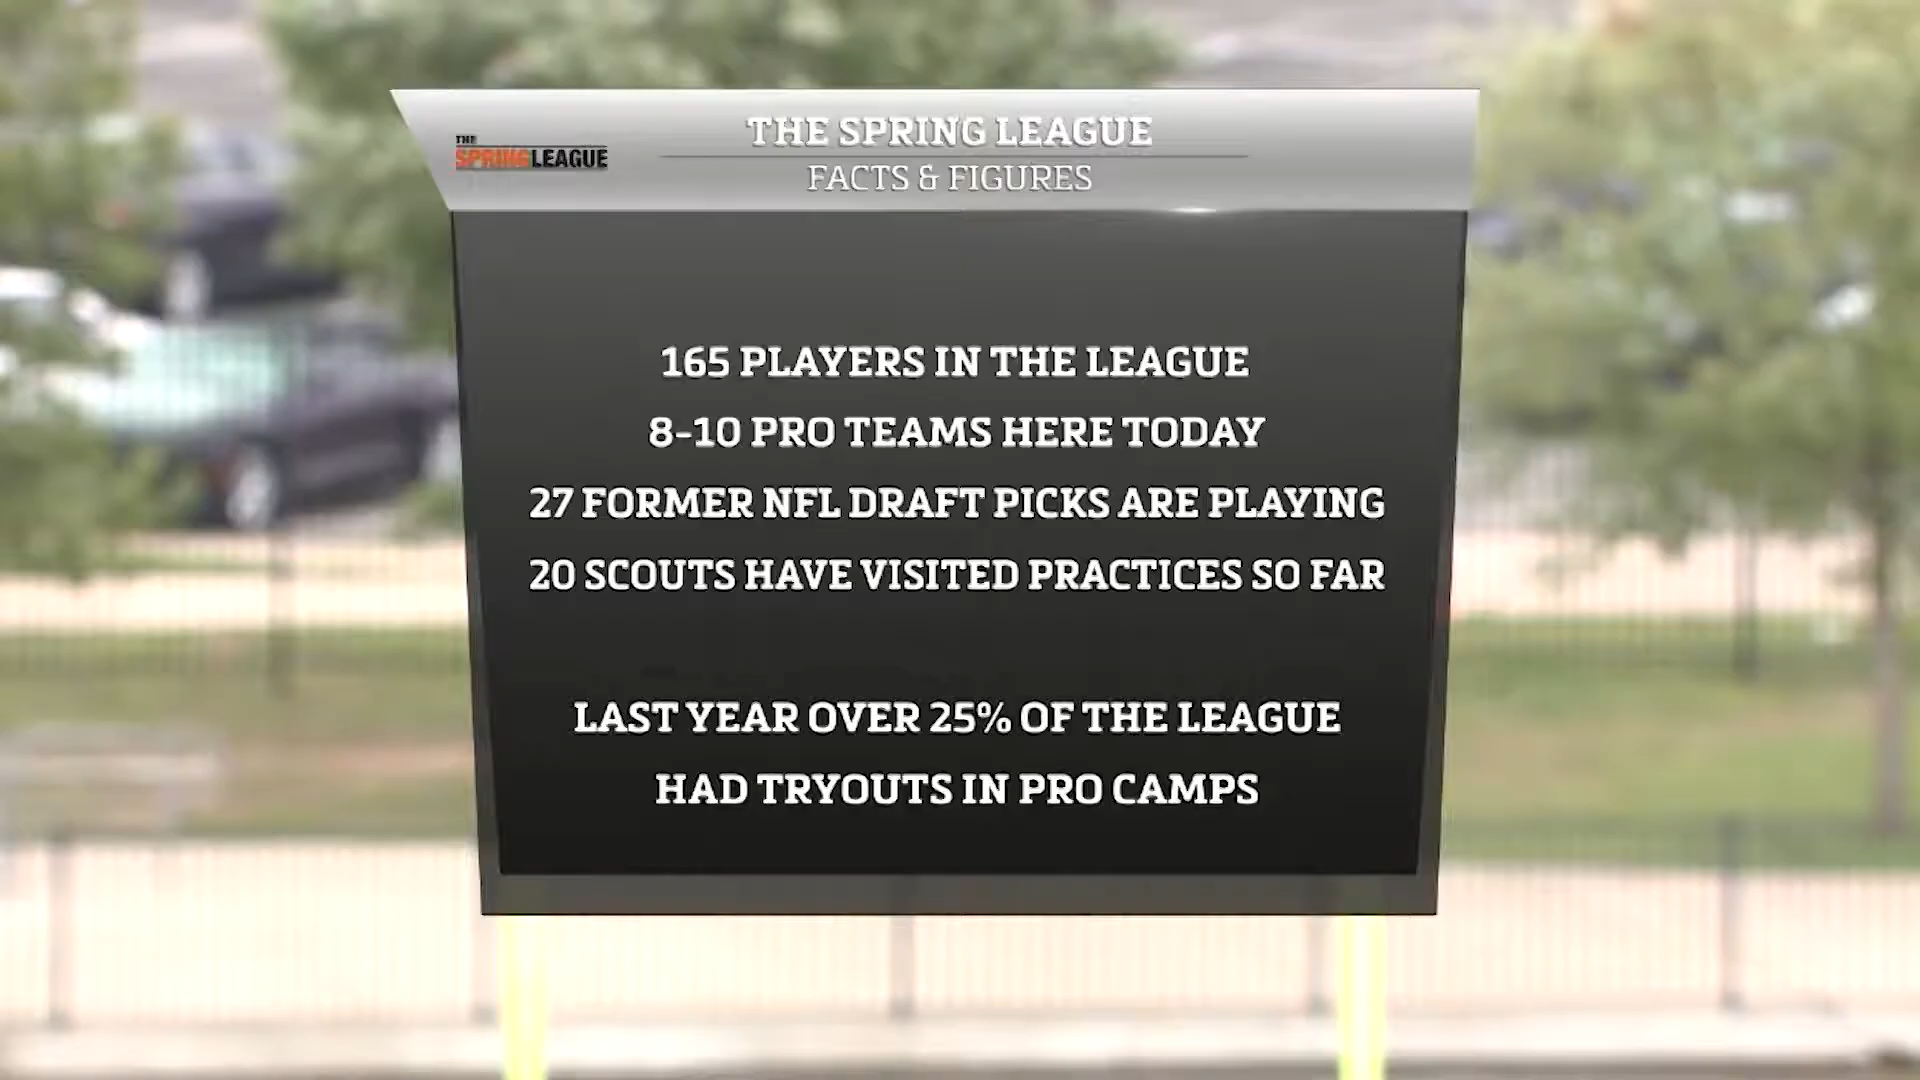 THE SPRING LEAGUE
THE
SPRINGLEAGUE
FACTS & FIGURES
165 PLAYERS IN THE LEAGUE
8-10 PRO TEAMS HERE TODAY
27 FORMER NFL DRAFT PICKS ARE PLAYING
20 SCOUTS HAVE VISITED PRACTICES SO FAR
LAST YEAR OVER 25% OF THE LEAGUE
HAD TRYOUTS IN PRO CAMPS